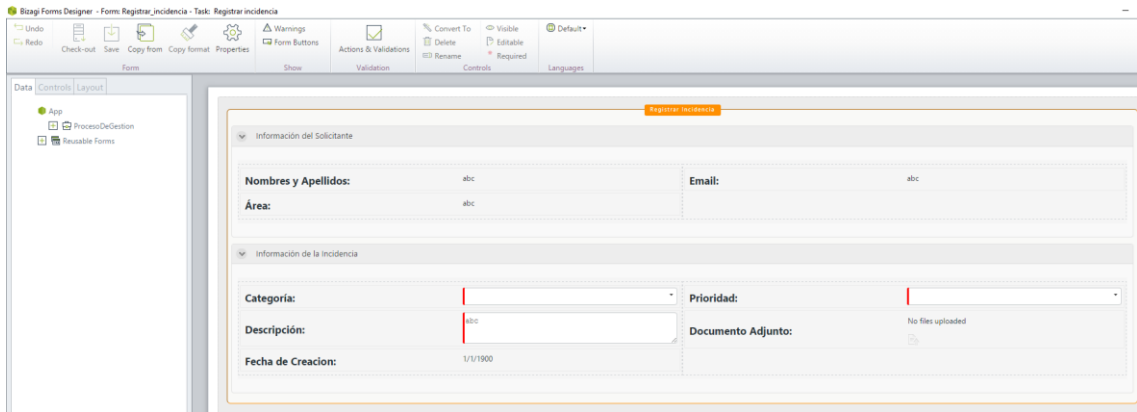 Bizagi Forms Designer - Form: Registrar_incidencia - Task: Registrar incidencia
Undo
Redo
Check-out Save Copy from Copy format Properties
Form
Warnings
Form Buttons
Show
Actions & Validations
Validation
Convert To
Delete
Rename
Visible
Editable
* Required
Controls
Default
Languages
Data Controls Layout
App
ProcesoDeGestion
Reusable Forms
Registrar incidencia
Información del Solicitante
Nombres y Apellidos: abc Email: abc
Área: abc
Información de la Incidencia
Categoría: Prioridad:
Descripción: abc Documento Adjunto: No files uploaded
Fecha de Creacion: 1/1/1900